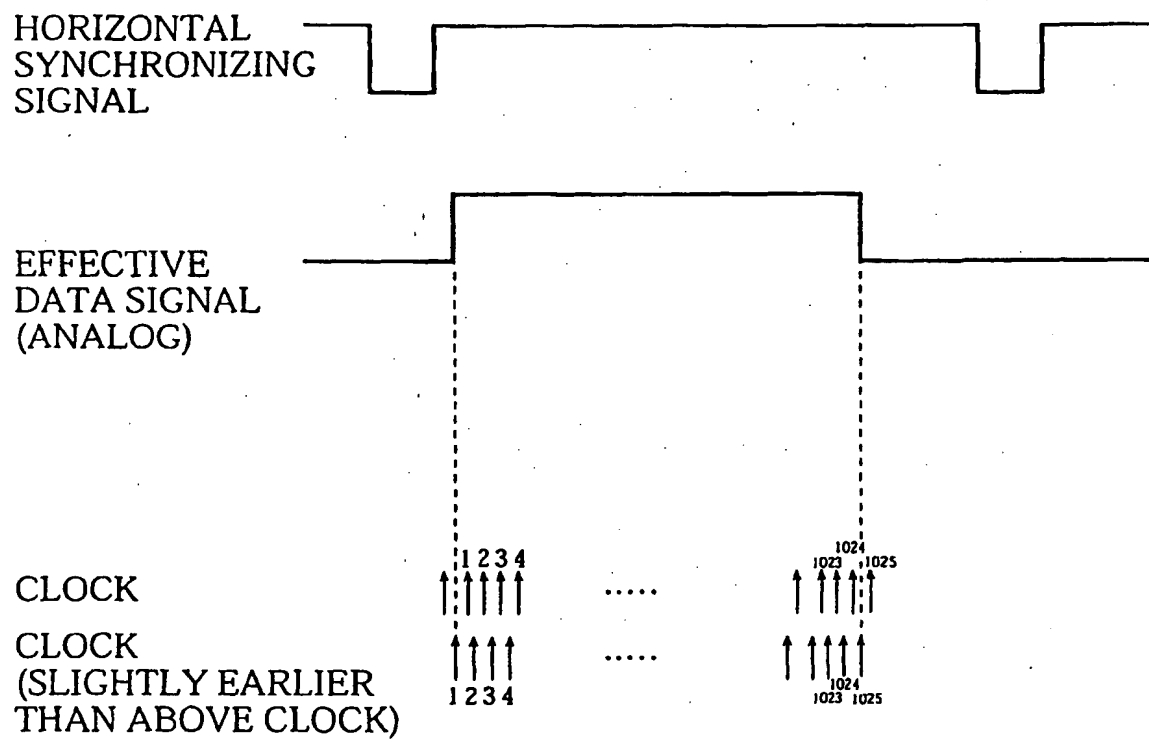 HORIZONTAL
SYNCHRONIZING
SIGNAL
EFFECTIVE
DATA SIGNAL
(ANALOG)
1 2 3 4
1024
1023 1025
CLOCK
.....
CLOCK
(SLIGHTLY EARLIER
THAN ABOVE CLOCK)
.....
1 2 3 4
1024
1023 1025